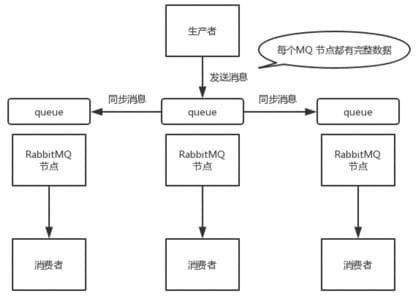 生产者
每个MQ 节点都有完整数据
发送消息
同步消息
同步消息
queue
queue
queue
RabbitMQ
节点
RabbitMQ
节点
RabbitMQ
节点
消费者
消费者
消费者